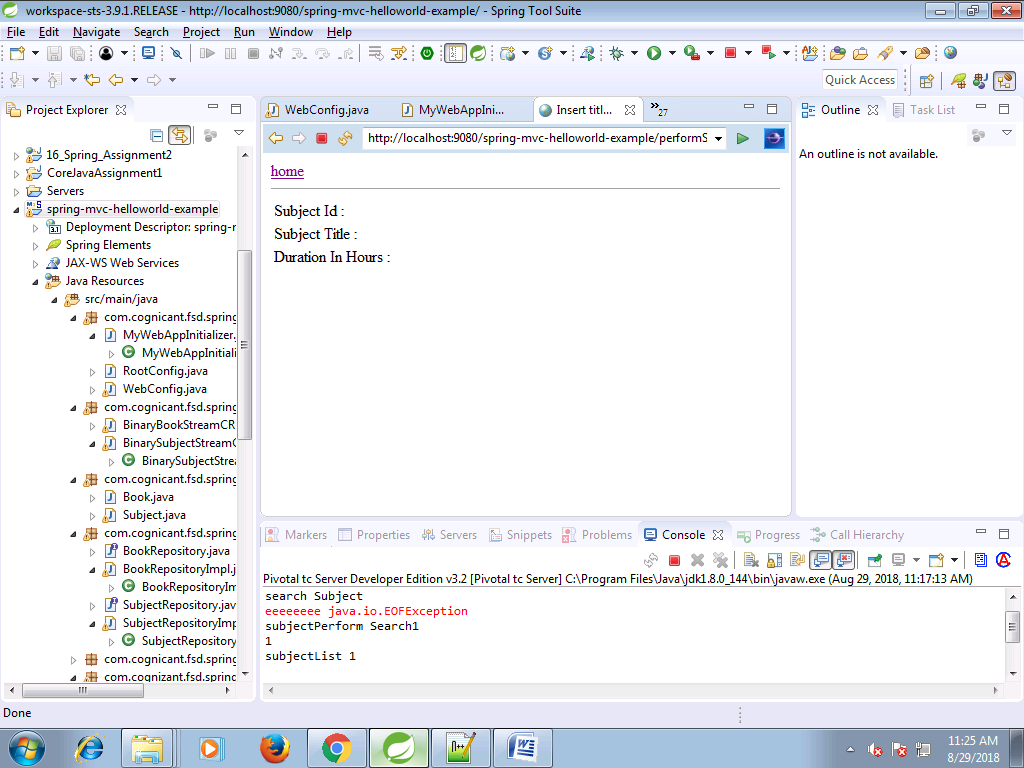 workspace-sts-3.9.1.RELEASE - http://localhost:9080/spring-mvc-helloworld-example/ - Spring Tool Suite
File Edit Navigate Search Project Run Window Help
Quick Access
Project Explorer
16_Spring_Assignment2
CoreJavaAssignment1
Servers
spring-mvc-helloworld-example
Deployment Descriptor: spring-r
Spring Elements
JAX-WS Web Services
Java Resources
src/main/java
com.cognicant.fsd.spring
MyWebAppInitializer.
MyWebAppInitiali
RootConfig.java
WebConfig.java
com.cognicant.fsd.spring
BinaryBookStreamCR
BinarySubjectStreamC
BinarySubjectStrea
com.cognicant.fsd.spring
Book.java
Subject.java
com.cognicant.fsd.spring
BookRepository.java
BookRepositoryImpl.j
BookRepositoryIm
SubjectRepository.jav
SubjectRepositoryImp
SubjectRepository
com.cognicant.fsd.spring
com.cognizant.fsd.spring
WebConfig.java MyWebAppIni... Insert titl... 27
http://localhost:9080/spring-mvc-helloworld-example/performS
home
Subject Id :
Subject Title :
Duration In Hours :
Outline Task List
An outline is not available.
Markers Properties Servers Snippets Problems Console Progress Call Hierarchy
Pivotal tc Server Developer Edition v3.2 [Pivotal tc Server] C:\Program Files\Java\jdk1.8.0_144\bin\javaw.exe (Aug 29, 2018, 11:17:13 AM)
search Subject
eeeeeeee java.io.EOFException
subjectPerform Search1
1
subjectList 1
Done
11:25 AM
8/29/2018